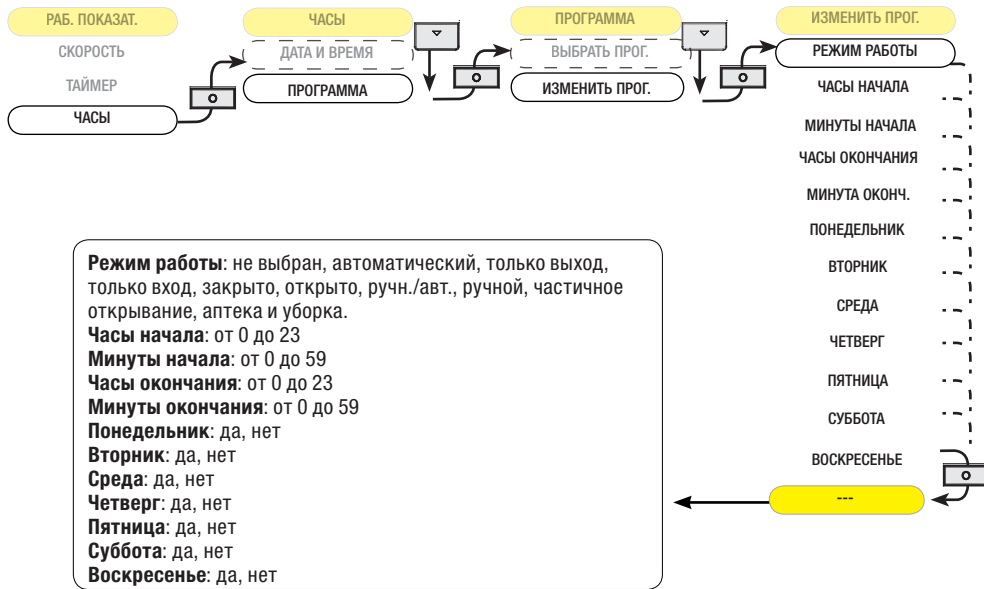 РАБ. ПОКАЗАТ.
СКОРОСТЬ
ТАЙМЕР
ЧАСЫ
ЧАСЫ
ДАТА И ВРЕМЯ
ПРОГРАММА
ПРОГРАММА
ВЫБРАТЬ ПРОГ.
ИЗМЕНИТЬ ПРОГ.
ИЗМЕНИТЬ ПРОГ.
РЕЖИМ РАБОТЫ
ЧАСЫ НАЧАЛА
МИНУТЫ НАЧАЛА
ЧАСЫ ОКОНЧАНИЯ
МИНУТА ОКОНЧ.
ПОНЕДЕЛЬНИК
ВТОРНИК
СРЕДА
ЧЕТВЕРГ
ПЯТНИЦА
СУББОТА
ВОСКРЕСЕНЬЕ
---
Режим работы: не выбран, автоматический, только выход,
только вход, закрыто, открыто, ручн./авт., ручной, частичное
открывание, аптека и уборка.
Часы начала: от 0 до 23
Минуты начала: от 0 до 59
Часы окончания: от 0 до 23
Минуты окончания: от 0 до 59
Понедельник: да, нет
Вторник: да, нет
Среда: да, нет
Четверг: да, нет
Пятница: да, нет
Суббота: да, нет
Воскресенье: да, нет